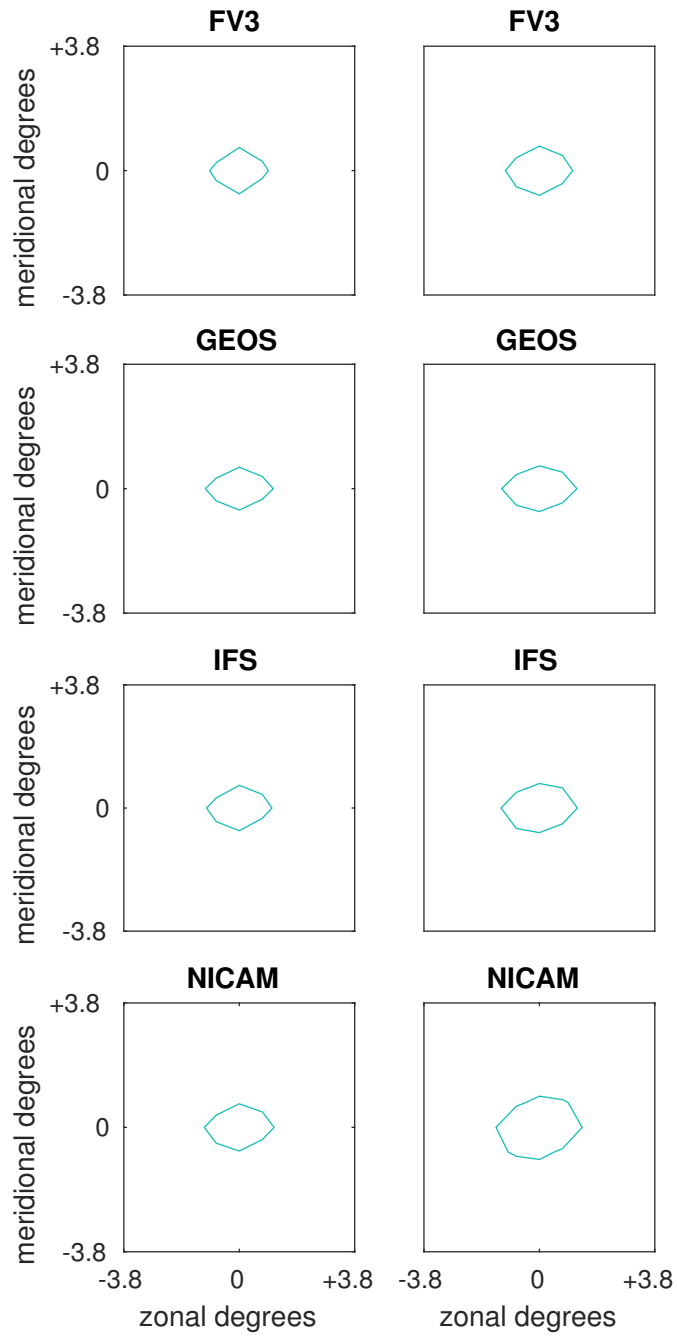 FV3 FV3
+3.8
meridional degrees
0
-3.8
GEOS GEOS
+3.8
meridional degrees
0
-3.8
IFS IFS
+3.8
meridional degrees
0
-3.8
NICAM NICAM
+3.8
meridional degrees
0
-3.8
-3.8 0 +3.8 0 +3.8
zonal degrees zonal degrees